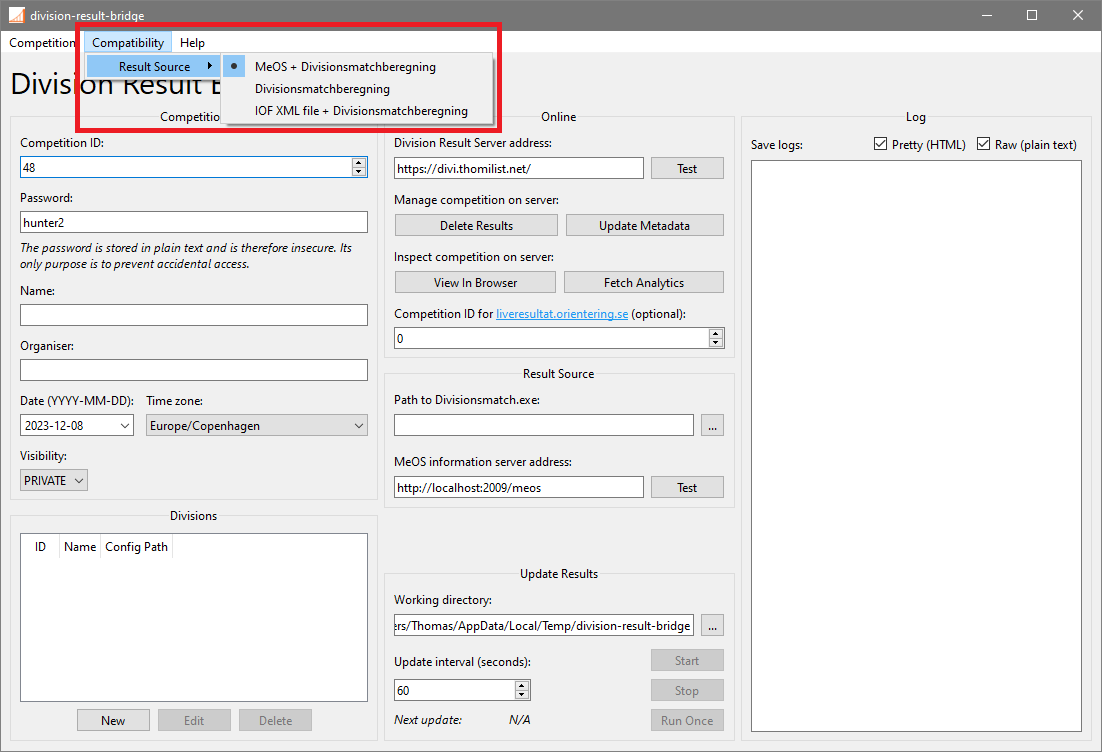 division-result-bridge
Competition Compatibility Help
Result Source
MeOS + Divisionsmatchberegning
Divisionsmatchberegning
IOF XML file + Divisionsmatchberegning
Division Result
Competitio
Competition ID:
48
Password:
hunter2
The password is stored in plain text and is therefore insecure. Its
only purpose is to prevent accidental access.
Name:
Organiser:
Date (YYYY-MM-DD): Time zone:
2023-12-08 Europe/Copenhagen
Visibility:
PRIVATE
Divisions
ID Name Config Path
New Edit Delete
Online
Division Result Server address:
https://divi.thomilist.net/ Test
Manage competition on server:
Delete Results Update Metadata
Inspect competition on server:
View In Browser Fetch Analytics
Competition ID for liveresultat.orientering.se (optional):
0
Result Source
Path to Divisionsmatch.exe:
...
MeOS information server address:
http://localhost:2009/meos Test
Update Results
Working directory:
ers/Thomas/AppData/Local/Temp/division-result-bridge ...
Update interval (seconds): Start
60 Stop
Next update: N/A Run Once
Log
Save logs: Pretty (HTML) Raw (plain text)